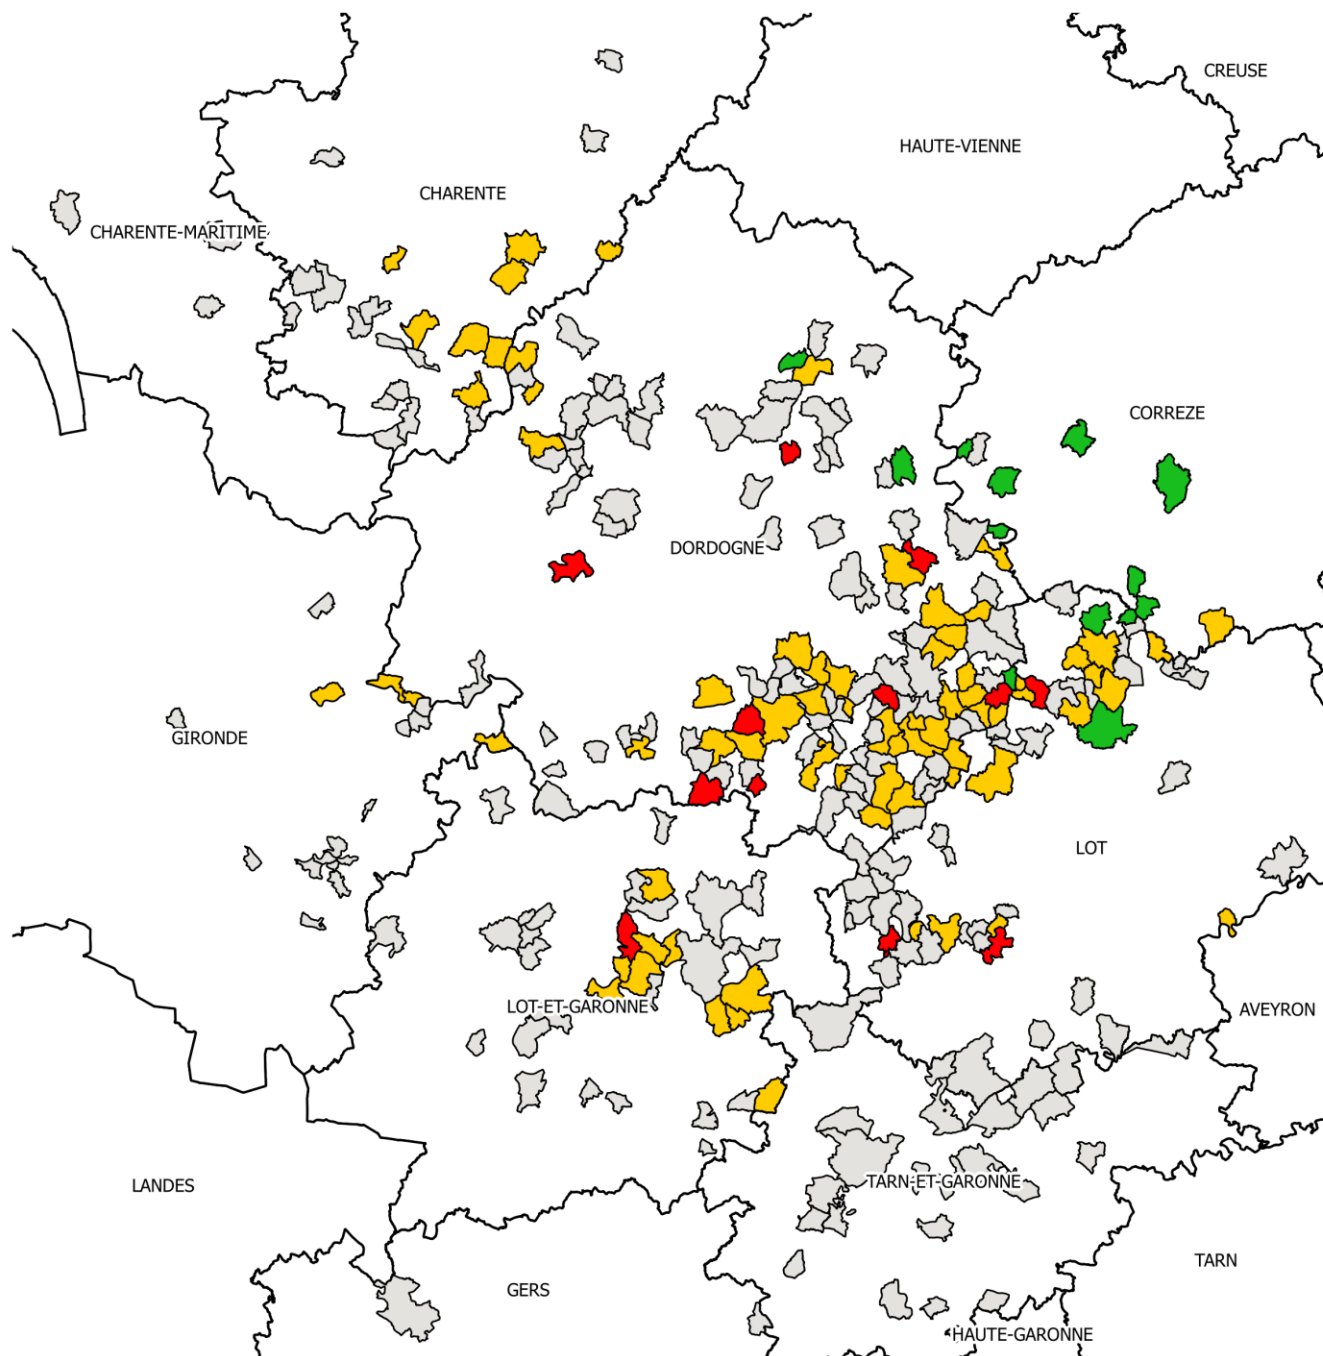 CREUSE
HAUTE-VIENNE
CHARENTE
CHARENTE-MARITIME
CORREZE
DORDOGNE
GIRONDE
LOT
LOT-ET-GARONNE
AVEYRON
LANDES
TARN-ET-GARONNE
TARN
GERS
HAUTE-GARONNE